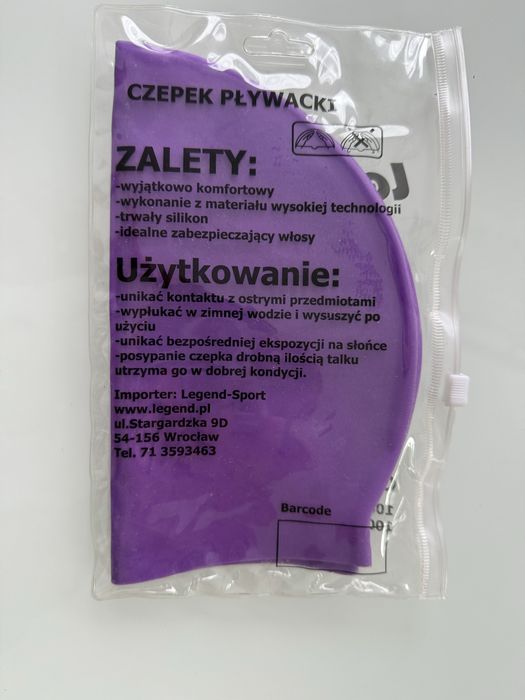 CZEPEK PŁYWACKI
ZALETY:
-wyjątkowo komfortowy
-wykonanie z materiału wysokiej technologii
-trwały silikon
-idealne zabezpieczający włosy
Użytkowanie:
-unikać kontaktu z ostrymi przedmiotami
-wypłukać w zimnej wodzie i wysuszyć po
użyciu
-unikać bezpośredniej ekspozycji na słońce
-posypanie czepka drobną ilością talku
utrzyma go w dobrej kondycji.
Importer: Legend-Sport
www.legend.pl
ul.Stargardzka 9D
54-156 Wrocław
Tel. 71 3593463
Barcode